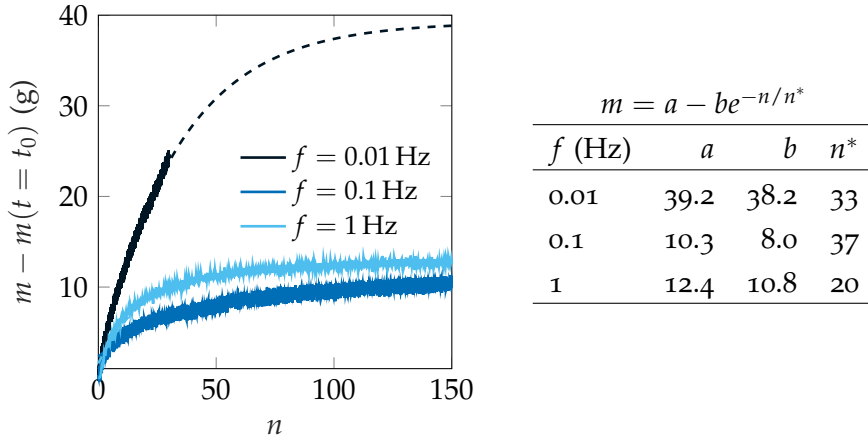 40
30
20
10
0
50
100
150
m − m(t = t₀) (g)
n
f = 0.01 Hz
f = 0.1 Hz
f = 1 Hz
m = a − be^{−n/n*}
f (Hz) a b n*
0.01 39.2 38.2 33
0.1 10.3 8.0 37
1 12.4 10.8 20